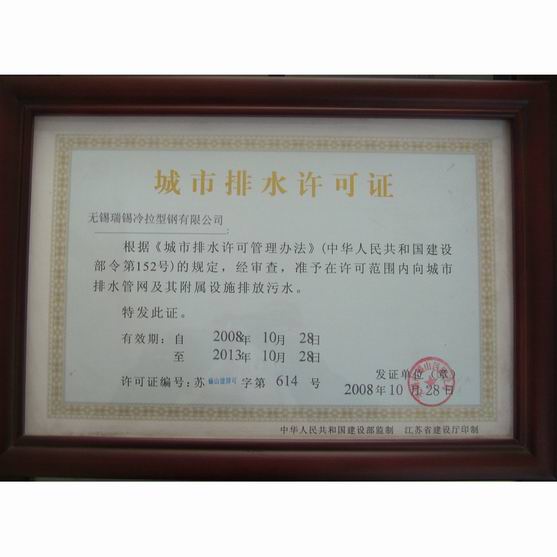 城市排水许可证
无锡瑞锡冷拉型钢有限公司：
根据《城市排水许可管理办法》(中华人民共和国建设
部令第152号)的规定，经审查，准予在许可范围内向城市
排水管网及其附属设施排放污水。
特发此证。
有效期：自 2008年 10月 28日
至 2013年 10月 28日
许可证编号：苏 字第 614 号
发证单位（章）
2008年10月28日
中华人民共和国建设部监制 江苏省建设厅印制